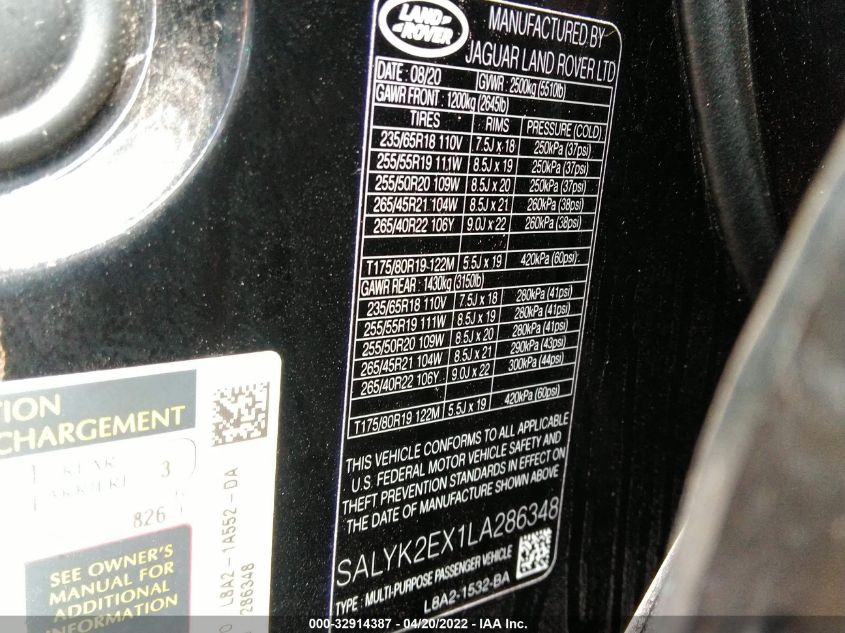 LAND
ROVER
MANUFACTURED BY
JAGUAR LAND ROVER LTD
DATE : 08/20 GVWR : 2500kg (5510lb)
GAWR FRONT : 1200kg (2645lb)
TIRES RIMS PRESSURE (COLD)
235/65R18 110V 7.5J x 18 250kPa (37psi)
255/55R19 111W 8.5J x 19 250kPa (37psi)
255/50R20 109W 8.5J x 20 250kPa (37psi)
265/45R21 104W 8.5J x 21 260kPa (38psi)
265/40R22 106Y 9.0J x 22 260kPa (38psi)
T175/80R19 122M 5.5J x 19 420kPa (60psi)
GAWR REAR : 1430kg (3150lb)
235/65R18 110V 7.5J x 18 280kPa (41psi)
255/55R19 111W 8.5J x 19 280kPa (41psi)
255/50R20 109W 8.5J x 20 280kPa (41psi)
265/45R21 104W 8.5J x 21 290kPa (43psi)
265/40R22 106Y 9.0J x 22 300kPa (44psi)
T175/80R19 122M 5.5J x 19 420kPa (60psi)
THIS VEHICLE CONFORMS TO ALL APPLICABLE
U.S. FEDERAL MOTOR VEHICLE SAFETY AND
THEFT PREVENTION STANDARDS IN EFFECT ON
THE DATE OF MANUFACTURE SHOWN ABOVE
SALYK2EX1LA286348
TYPE : MULTI-PURPOSE PASSENGER VEHICLE
L8A2-1532-BA
TION
CHARGEMENT
REAR 3
ARRIERE
826
SEE OWNER'S
MANUAL FOR
ADDITIONAL
INFORMATION
L8A2-1A552-DA
286348
000-32914387 - 04/20/2022 - IAA Inc.